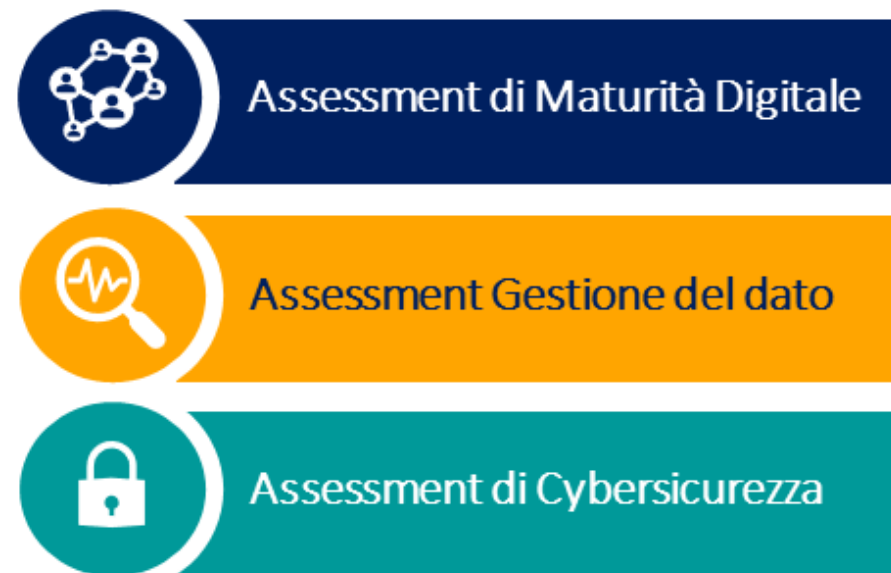 Assessment di Maturità Digitale
Assessment Gestione del dato
Assessment di Cybersicurezza